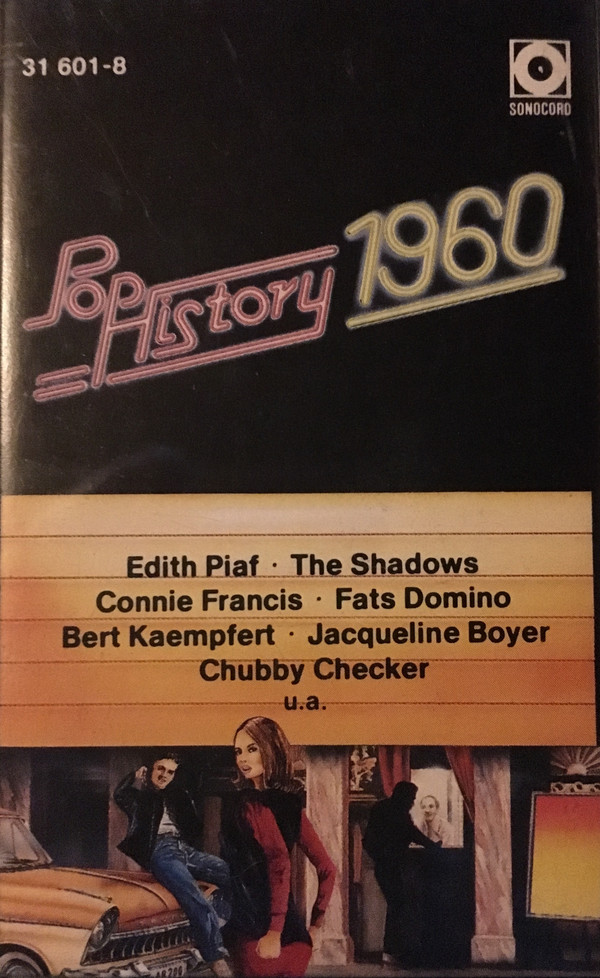 31 601-8
SONOCORD
Pop History 1960
Edith Piaf · The Shadows
Connie Francis · Fats Domino
Bert Kaempfert · Jacqueline Boyer
Chubby Checker
u.a.